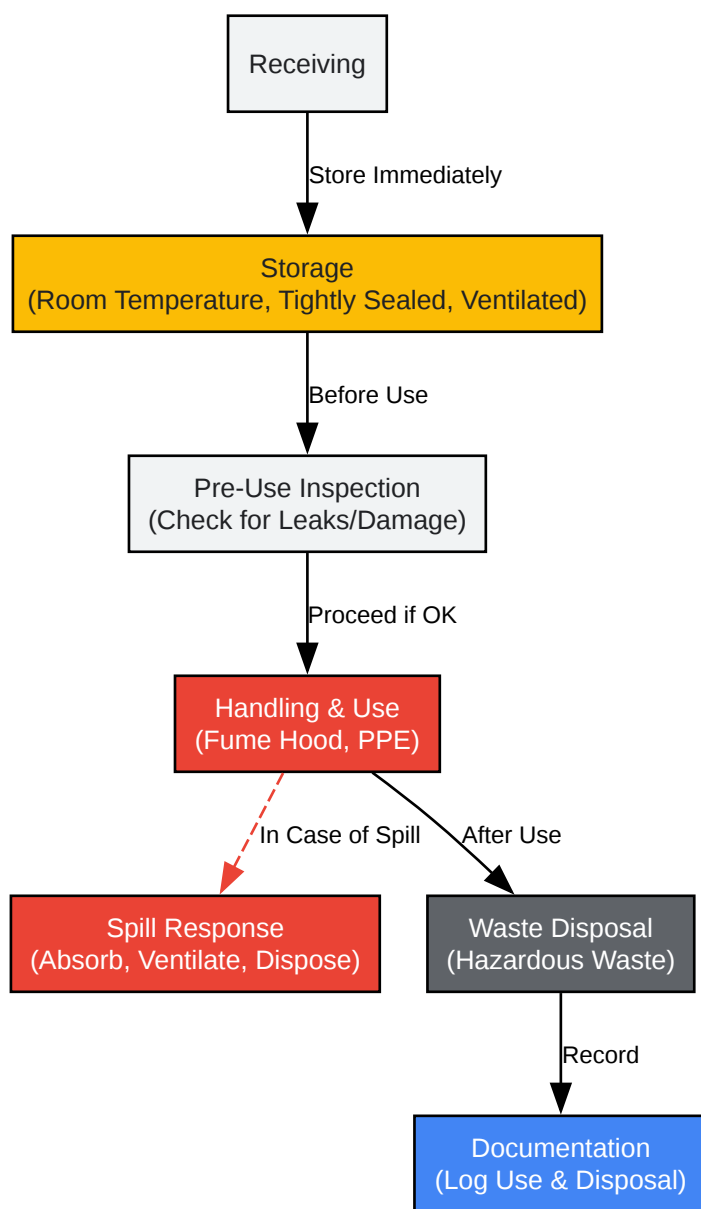 Receiving
Store Immediately
Storage
(Room Temperature, Tightly Sealed, Ventilated)
Before Use
Pre-Use Inspection
(Check for Leaks/Damage)
Proceed if OK
Handling & Use
(Fume Hood, PPE)
In Case of Spill
After Use
Spill Response
(Absorb, Ventilate, Dispose)
Waste Disposal
(Hazardous Waste)
Record
Documentation
(Log Use & Disposal)